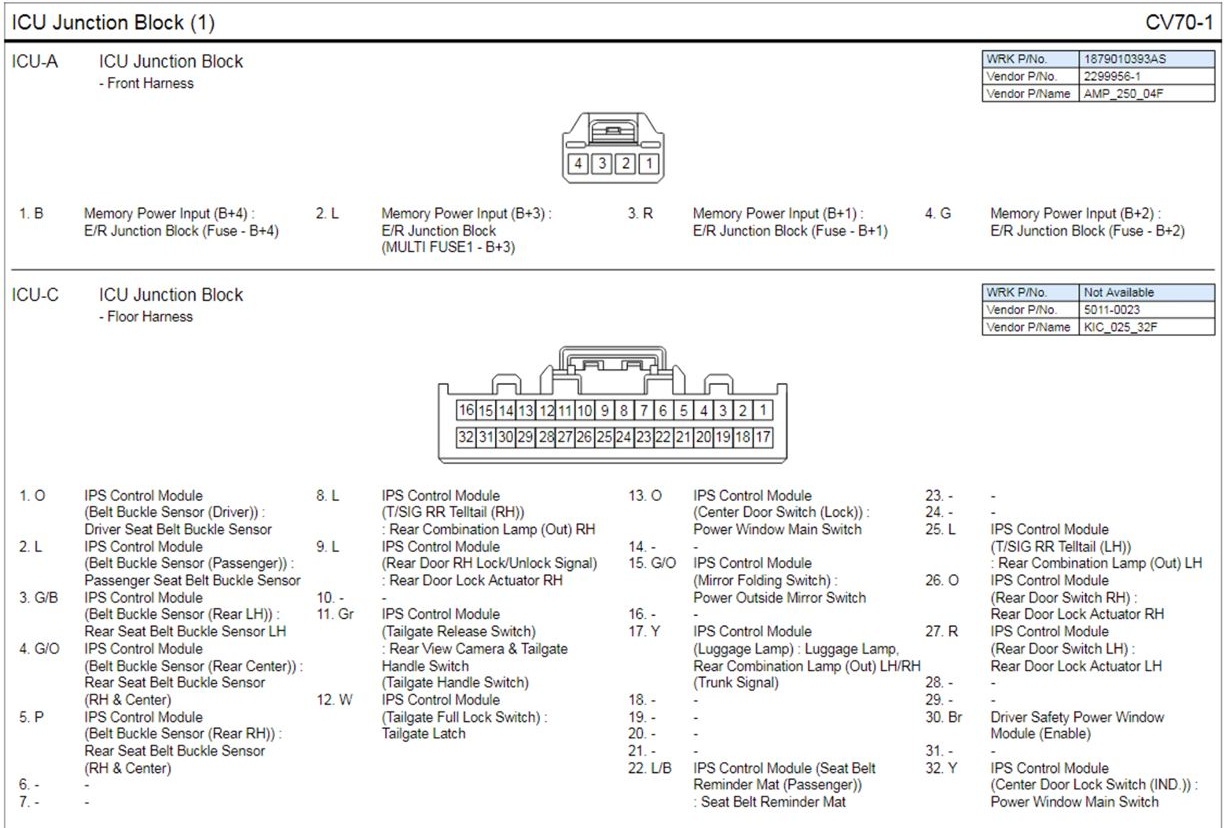 ICU Junction Block (1)
CV70-1
ICU-A
ICU Junction Block
- Front Harness
WRK P/No. 1879010393AS
Vendor P/No. 2299956-1
Vendor P/Name AMP_250_04F
4 3 2 1
1. B Memory Power Input (B+4) :
E/R Junction Block (Fuse - B+4)
2. L Memory Power Input (B+3) :
E/R Junction Block
(MULTI FUSE1 - B+3)
3. R Memory Power Input (B+1) :
E/R Junction Block (Fuse - B+1)
4. G Memory Power Input (B+2) :
E/R Junction Block (Fuse - B+2)
ICU-C
ICU Junction Block
- Floor Harness
WRK P/No. Not Available
Vendor P/No. 5011-0023
Vendor P/Name KIC_025_32F
16 15 14 13 12 11 10 9 8 7 6 5 4 3 2 1
32 31 30 29 28 27 26 25 24 23 22 21 20 19 18 17
1. O IPS Control Module
(Belt Buckle Sensor (Driver)) :
Driver Seat Belt Buckle Sensor
2. L IPS Control Module
(Belt Buckle Sensor (Passenger)) :
Passenger Seat Belt Buckle Sensor
3. G/B IPS Control Module
(Belt Buckle Sensor (Rear LH)) :
Rear Seat Belt Buckle Sensor LH
4. G/O IPS Control Module
(Belt Buckle Sensor (Rear Center)) :
Rear Seat Belt Buckle Sensor
(RH & Center)
5. P IPS Control Module
(Belt Buckle Sensor (Rear RH)) :
Rear Seat Belt Buckle Sensor
(RH & Center)
6. - -
7. - -
8. L IPS Control Module
(T/SIG RR Telltail (RH))
: Rear Combination Lamp (Out) RH
9. L IPS Control Module
(Rear Door RH Lock/Unlock Signal)
: Rear Door Lock Actuator RH
10. - -
11. Gr IPS Control Module
(Tailgate Release Switch)
: Rear View Camera & Tailgate
Handle Switch
(Tailgate Handle Switch)
12. W IPS Control Module
(Tailgate Full Lock Switch) :
Tailgate Latch
13. O IPS Control Module
(Center Door Switch (Lock)) :
Power Window Main Switch
14. - -
15. G/O IPS Control Module
(Mirror Folding Switch) :
Power Outside Mirror Switch
16. - -
17. Y IPS Control Module
(Luggage Lamp) : Luggage Lamp,
Rear Combination Lamp (Out) LH/RH
(Trunk Signal)
18. - -
19. - -
20. - -
21. - -
22. L/B IPS Control Module (Seat Belt
Reminder Mat (Passenger))
: Seat Belt Reminder Mat
23. - -
24. - -
25. L IPS Control Module
(T/SIG RR Telltail (LH))
: Rear Combination Lamp (Out) LH
26. O IPS Control Module
(Rear Door Switch RH) :
Rear Door Lock Actuator RH
27. R IPS Control Module
(Rear Door Switch LH) :
Rear Door Lock Actuator LH
28. - -
29. - -
30. Br Driver Safety Power Window
Module (Enable)
31. - -
32. Y IPS Control Module
(Center Door Lock Switch (IND.)) :
Power Window Main Switch